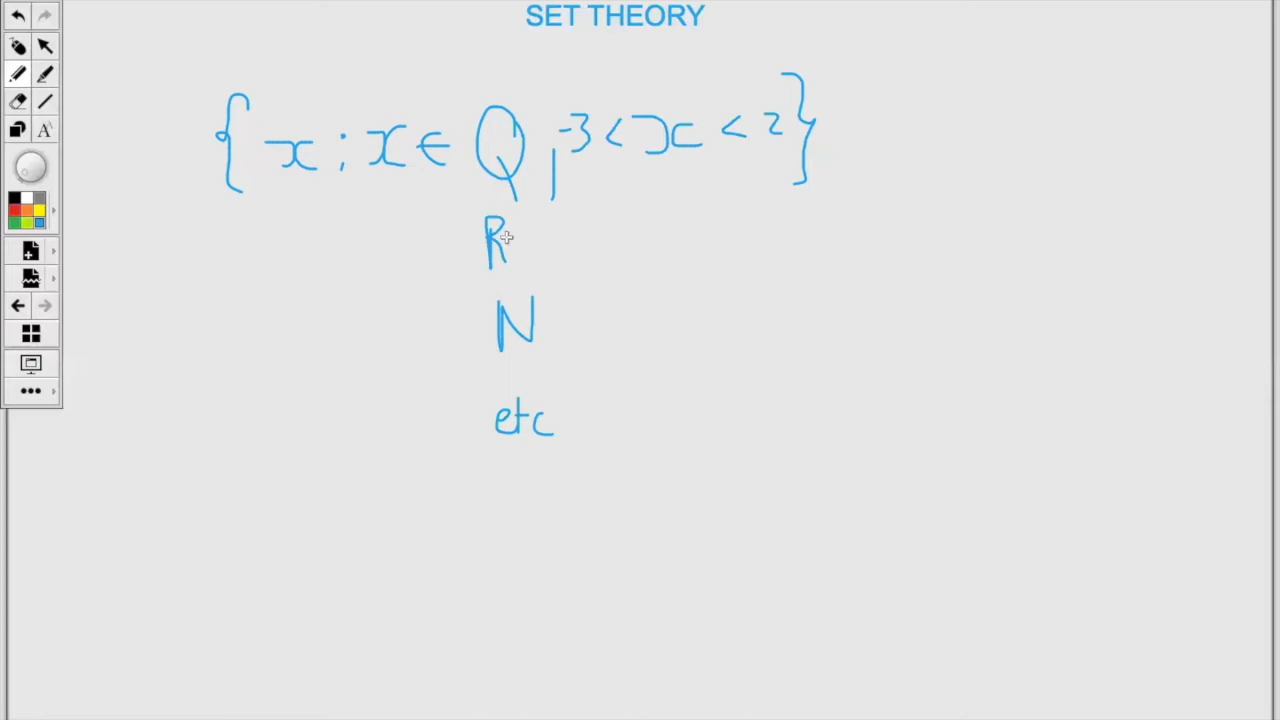 SET THEORY
{x : x ∈ Q, -3 < x < 2}
R
N
etc